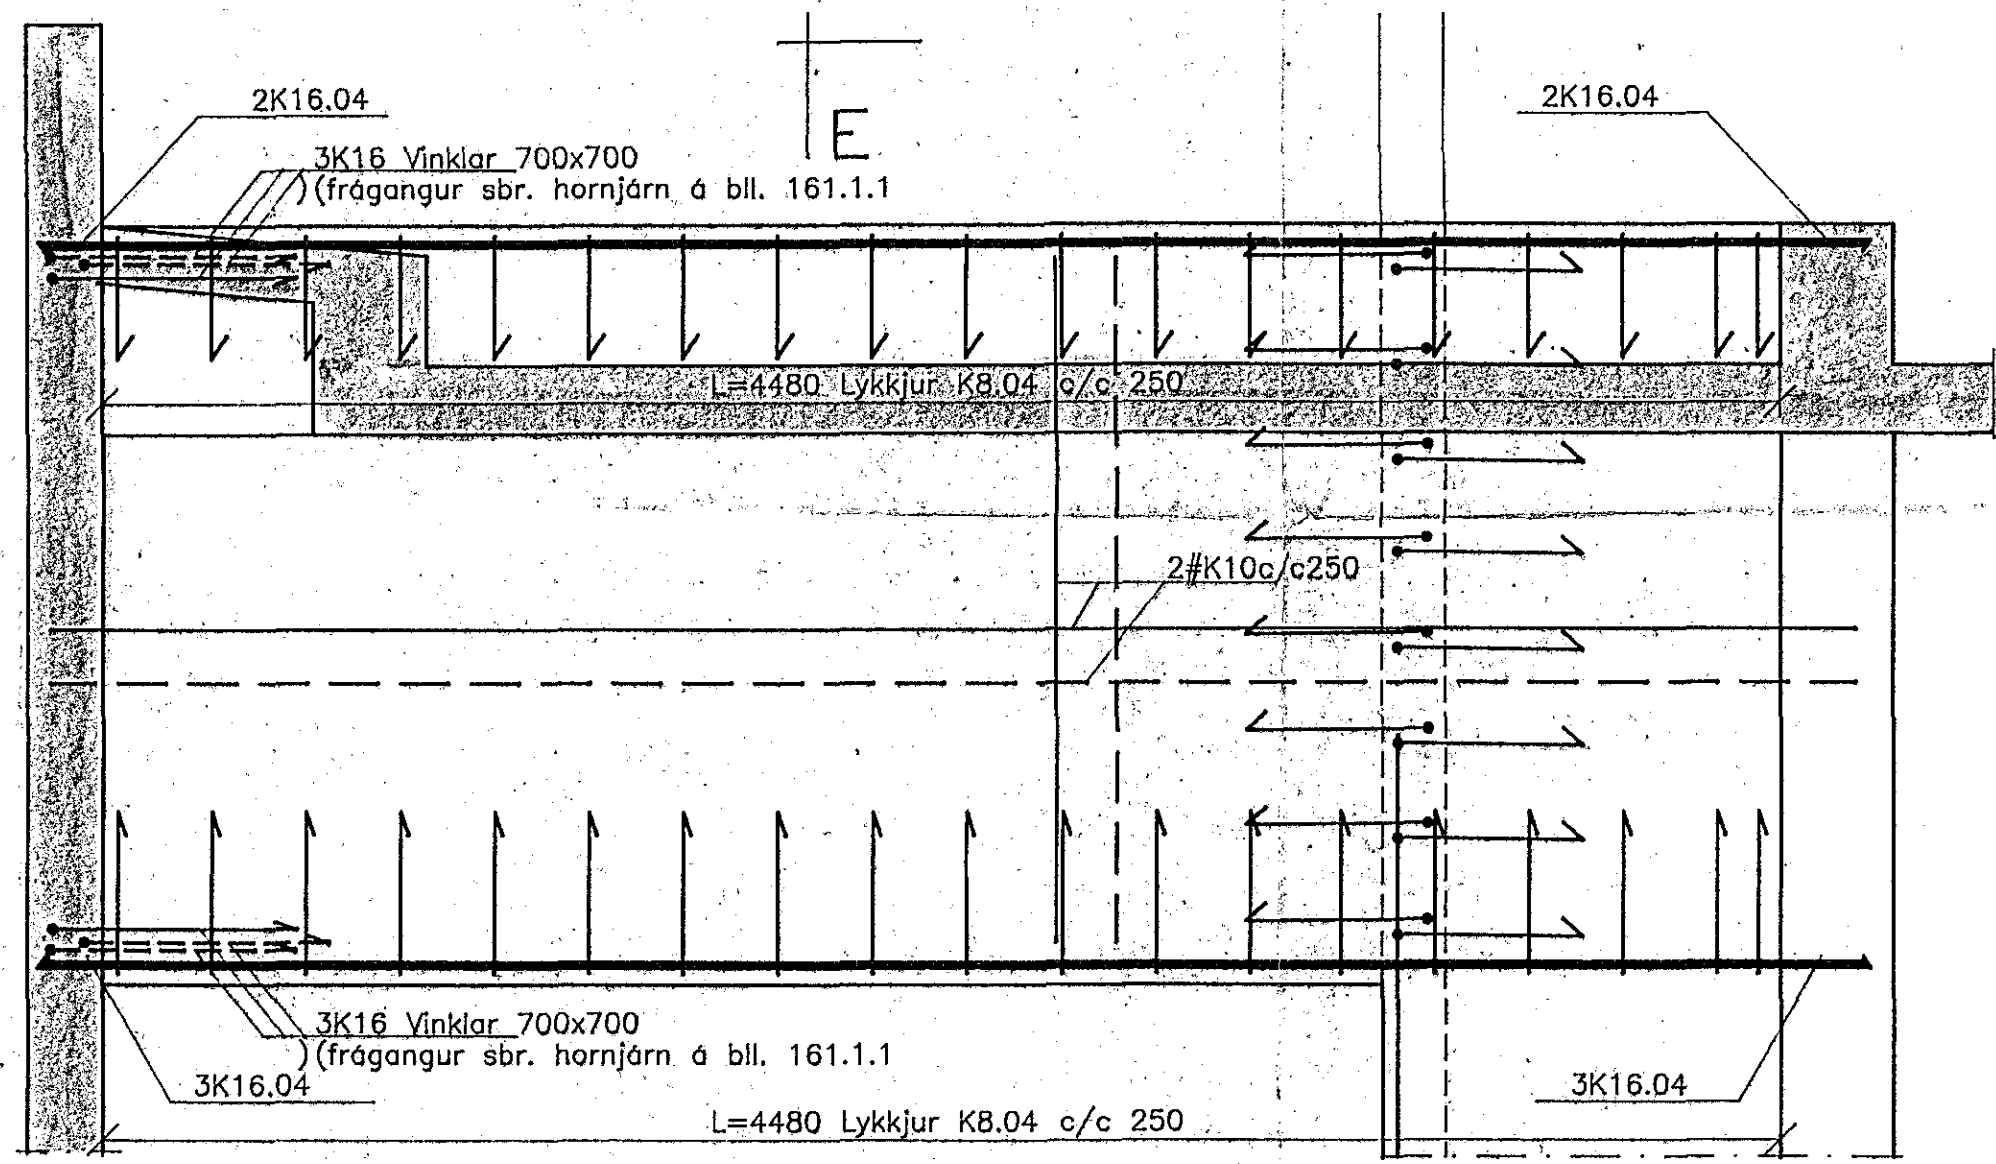 2K16.04
2K16.04
E
3K16 Vinklar 700x700
)(frágangur sbr. hornjárn á bll. 161.1.1
L=4480 Lykkjur K8.04 c/c 250
2#K10c/c250
3K16 Vinklar 700x700
)(frágangur sbr. hornjárn á bll. 161.1.1
3K16.04
3K16.04
L=4480 Lykkjur K8.04 c/c 250